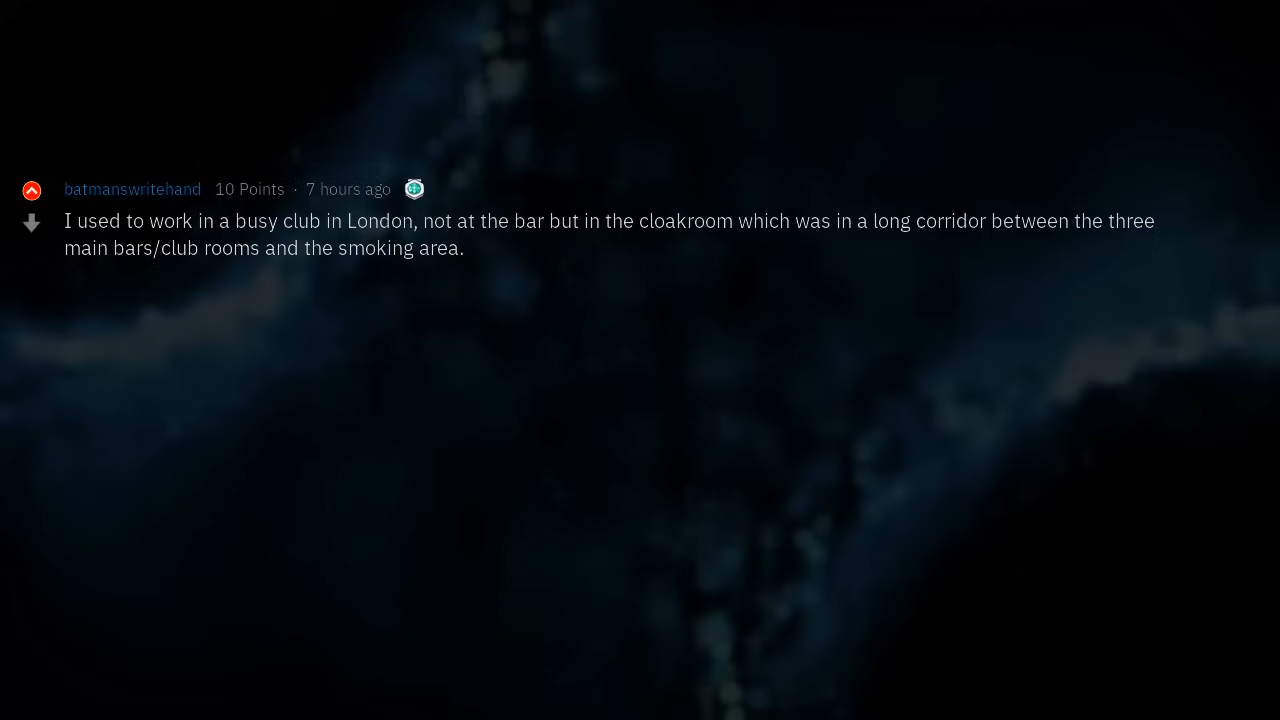 batmanswritehand 10 Points · 7 hours ago
I used to work in a busy club in London, not at the bar but in the cloakroom which was in a long corridor between the three
main bars/club rooms and the smoking area.